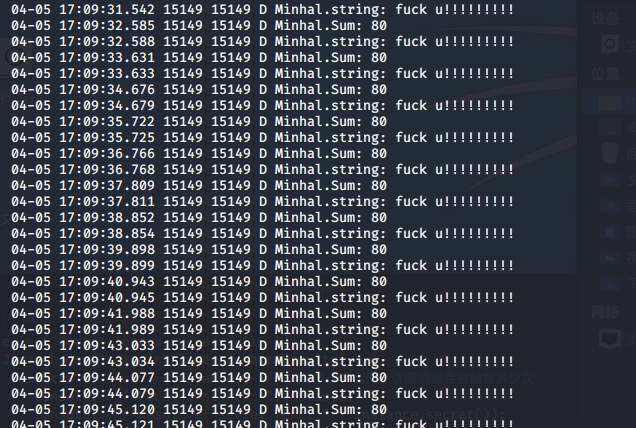 04-05 17:09:31.542 15149 15149 D Minhal.string: fuck u!!!!!!!!!
04-05 17:09:32.585 15149 15149 D Minhal.Sum: 80
04-05 17:09:32.588 15149 15149 D Minhal.string: fuck u!!!!!!!!!
04-05 17:09:33.631 15149 15149 D Minhal.Sum: 80
04-05 17:09:33.633 15149 15149 D Minhal.string: fuck u!!!!!!!!!
04-05 17:09:34.676 15149 15149 D Minhal.Sum: 80
04-05 17:09:34.679 15149 15149 D Minhal.string: fuck u!!!!!!!!!
04-05 17:09:35.722 15149 15149 D Minhal.Sum: 80
04-05 17:09:35.725 15149 15149 D Minhal.string: fuck u!!!!!!!!!
04-05 17:09:36.766 15149 15149 D Minhal.Sum: 80
04-05 17:09:36.768 15149 15149 D Minhal.string: fuck u!!!!!!!!!
04-05 17:09:37.809 15149 15149 D Minhal.Sum: 80
04-05 17:09:37.811 15149 15149 D Minhal.string: fuck u!!!!!!!!!
04-05 17:09:38.852 15149 15149 D Minhal.Sum: 80
04-05 17:09:38.854 15149 15149 D Minhal.string: fuck u!!!!!!!!!
04-05 17:09:39.898 15149 15149 D Minhal.Sum: 80
04-05 17:09:39.899 15149 15149 D Minhal.string: fuck u!!!!!!!!!
04-05 17:09:40.943 15149 15149 D Minhal.Sum: 80
04-05 17:09:40.945 15149 15149 D Minhal.string: fuck u!!!!!!!!!
04-05 17:09:41.988 15149 15149 D Minhal.Sum: 80
04-05 17:09:41.989 15149 15149 D Minhal.string: fuck u!!!!!!!!!
04-05 17:09:43.033 15149 15149 D Minhal.Sum: 80
04-05 17:09:43.034 15149 15149 D Minhal.string: fuck u!!!!!!!!!
04-05 17:09:44.077 15149 15149 D Minhal.Sum: 80
04-05 17:09:44.079 15149 15149 D Minhal.string: fuck u!!!!!!!!!
04-05 17:09:45.120 15149 15149 D Minhal.Sum: 80
04-05 17:09:45.121 15149 15149 D Minhal.string: fuck u!!!!!!!!!
设备
位置
网络
secret());